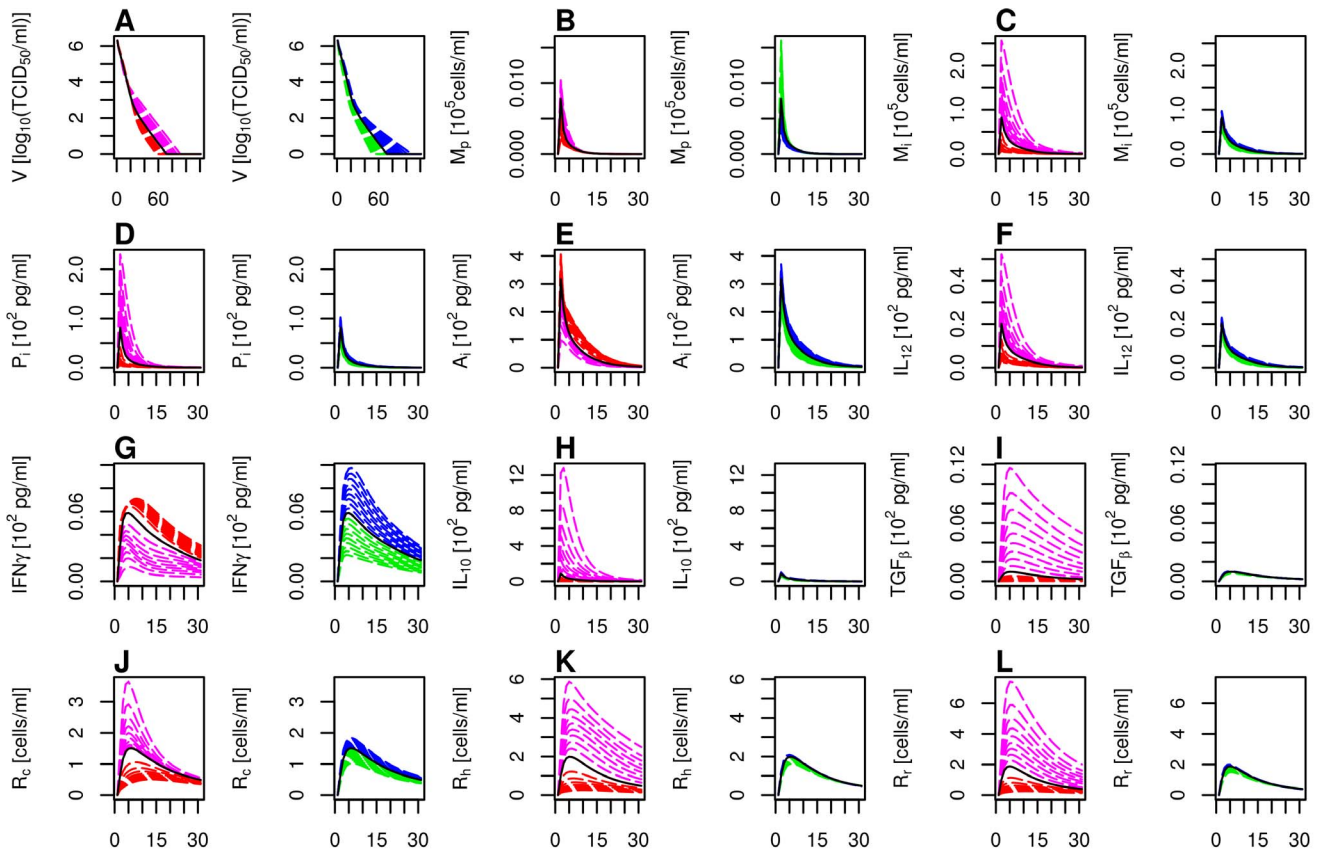 A B C
V [log10(TCID50/ml)]
6
4
2
0
0 60
V [log10(TCID50/ml)]
6
4
2
0
0 60
Mp [10^5cells/ml]
0.010
0.000
0 15 30
Mp [10^5cells/ml]
0.010
0.000
0 15 30
Mi [10^5cells/ml]
2.0
1.0
0.0
0 15 30
Mi [10^5cells/ml]
2.0
1.0
0.0
0 15 30
D E F
Pi [10^2 pg/ml]
2.0
1.0
0.0
0 15 30
Pi [10^2 pg/ml]
2.0
1.0
0.0
0 15 30
Ai [10^2 pg/ml]
4
3
2
1
0
0 15 30
Ai [10^2 pg/ml]
4
3
2
1
0
0 15 30
IL12 [10^2 pg/ml]
0.4
0.2
0.0
0 15 30
IL12 [10^2 pg/ml]
0.4
0.2
0.0
0 15 30
G H I
IFNγ [10^2 pg/ml]
0.06
0.00
0 15 30
IFNγ [10^2 pg/ml]
0.06
0.00
0 15 30
IL10 [10^2 pg/ml]
12
8
4
0
0 15 30
IL10 [10^2 pg/ml]
12
8
4
0
0 15 30
TGFβ [10^2 pg/ml]
0.12
0.06
0.00
0 15 30
TGFβ [10^2 pg/ml]
0.12
0.06
0.00
0 15 30
J K L
Rc [cells/ml]
3
2
1
0
0 15 30
Rc [cells/ml]
3
2
1
0
0 15 30
Rh [cells/ml]
6
4
2
0
0 15 30
Rh [cells/ml]
6
4
2
0
0 15 30
Rr [cells/ml]
6
4
2
0
0 15 30
Rr [cells/ml]
6
4
2
0
0 15 30